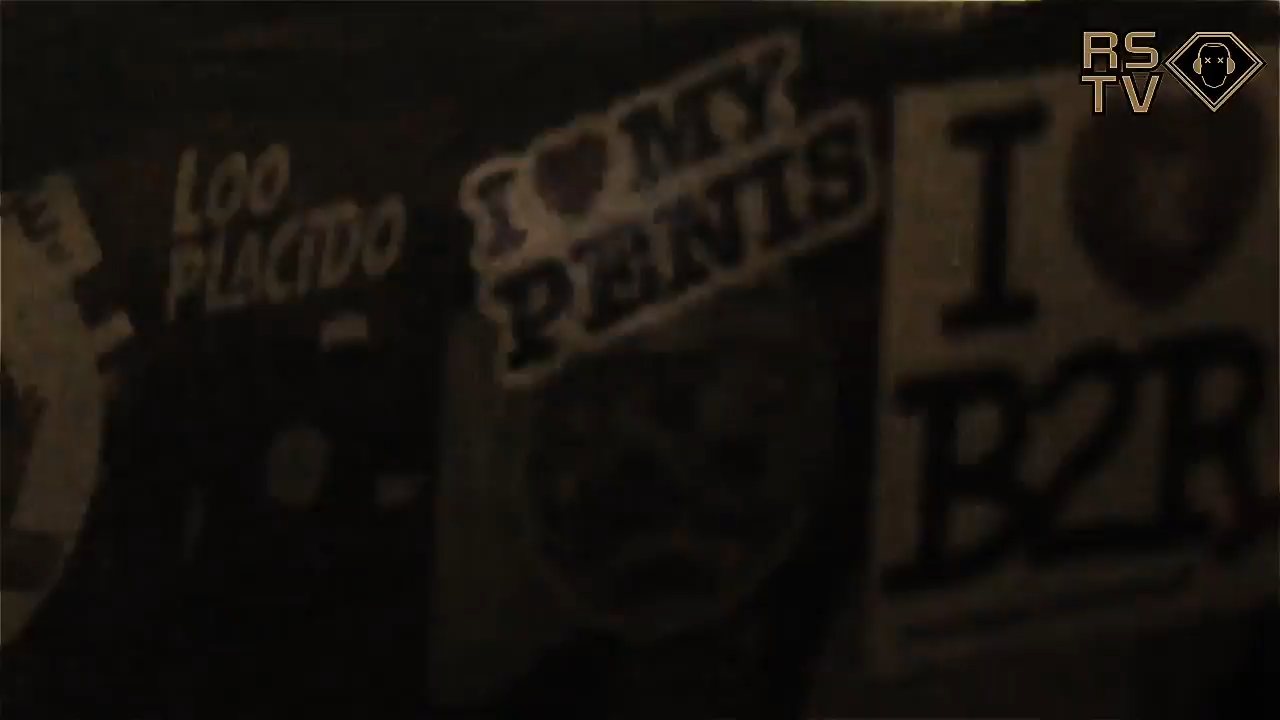 LOO
PLACIDO
I ♥ MY
PENIS
I ♥
B2R
RS
TV